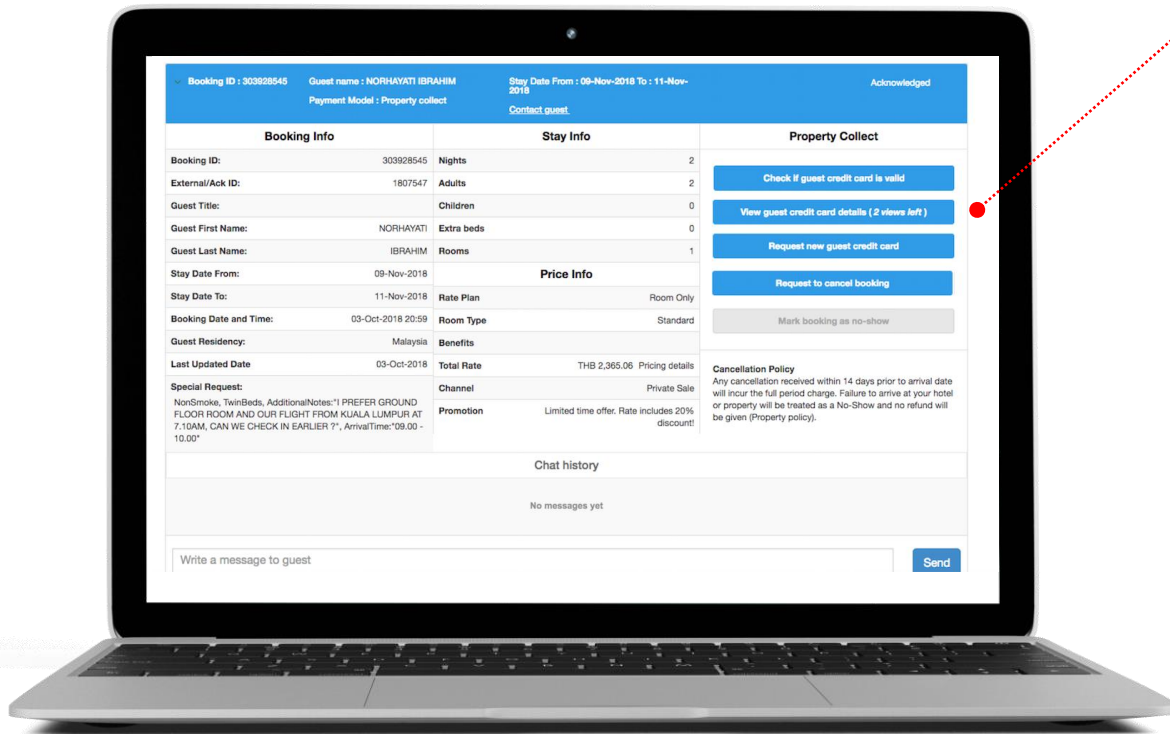 Booking ID : 303928545
Guest name : NORHAYATI IBRAHIM
Payment Model : Property collect
Stay Date From : 09-Nov-2018 To : 11-Nov-
2018
Contact guest
Acknowledged
Booking Info
Booking ID: 303928545
External/Ack ID: 1807547
Guest Title:
Guest First Name: NORHAYATI
Guest Last Name: IBRAHIM
Stay Date From: 09-Nov-2018
Stay Date To: 11-Nov-2018
Booking Date and Time: 03-Oct-2018 20:59
Guest Residency: Malaysia
Last Updated Date 03-Oct-2018
Special Request:
NonSmoke, TwinBeds, AdditionalNotes:"I PREFER GROUND
FLOOR ROOM AND OUR FLIGHT FROM KUALA LUMPUR AT
7.10AM, CAN WE CHECK IN EARLIER ?", ArrivalTime:"09.00 -
10.00"
Stay Info
Nights 2
Adults 2
Children 0
Extra beds 0
Rooms 1
Price Info
Rate Plan Room Only
Room Type Standard
Benefits
Total Rate THB 2,365.06 Pricing details
Channel Private Sale
Promotion Limited time offer. Rate includes 20%
discount!
Property Collect
Check if guest credit card is valid
View guest credit card details ( 2 views left )
Request new guest credit card
Request to cancel booking
Mark booking as no-show
Cancellation Policy
Any cancellation received within 14 days prior to arrival date
will incur the full period charge. Failure to arrive at your hotel
or property will be treated as a No-Show and no refund will
be given (Property policy).
Chat history
No messages yet
Write a message to guest
Send